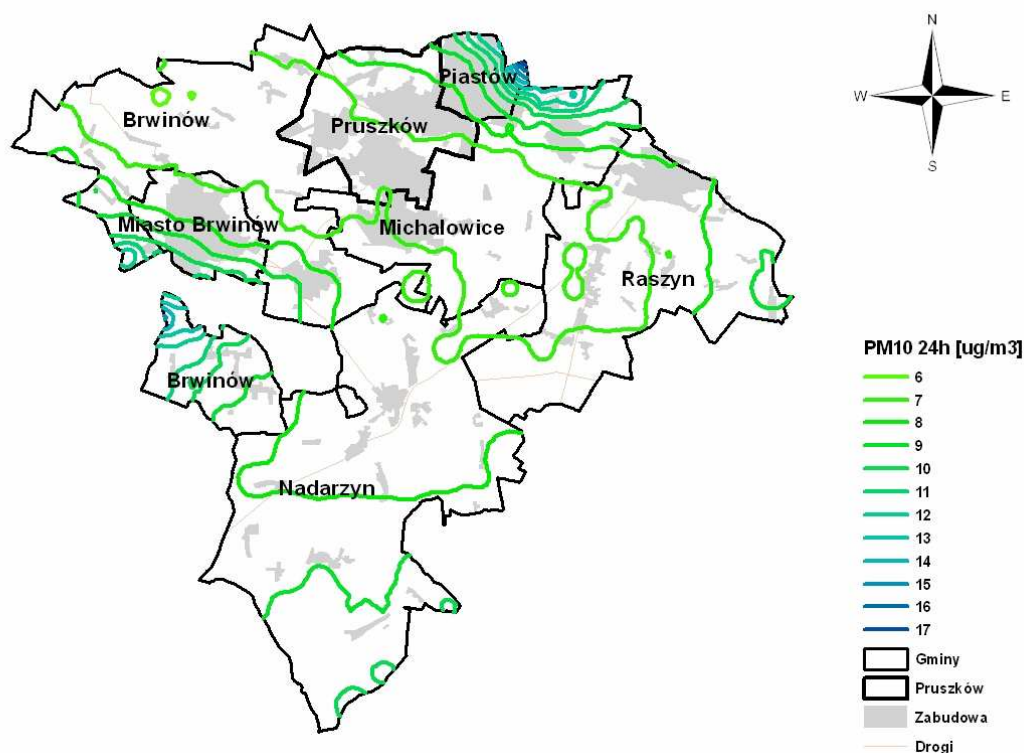 N
W
E
S
Piastów
Brwinów
Pruszków
Miasto Brwinów
Michalowice
Raszyn
Brwinów
Nadarzyn
PM10 24h [ug/m3]
6
7
8
9
10
11
12
13
14
15
16
17
Gminy
Pruszków
Zabudowa
Drogi